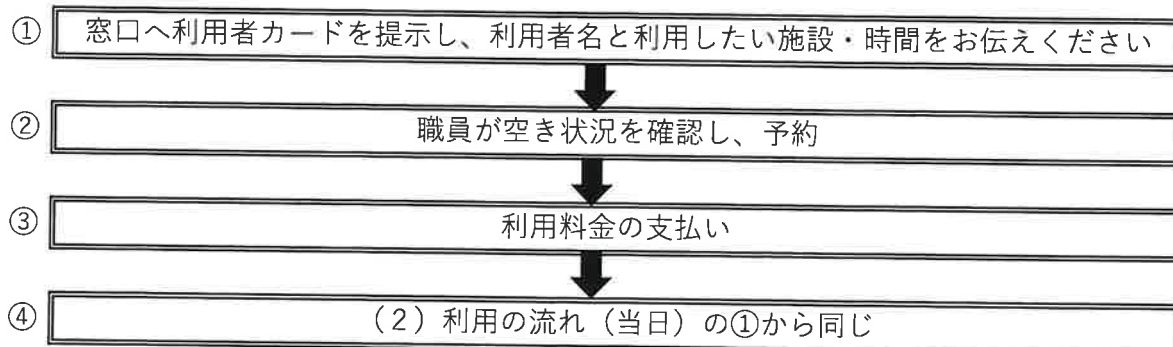 ① 窓口へ利用者カードを提示し、利用者名と利用したい施設・時間をお伝えください
② 職員が空き状況を確認し、予約
③ 利用料金の支払い
④ （２）利用の流れ（当日）の①から同じ